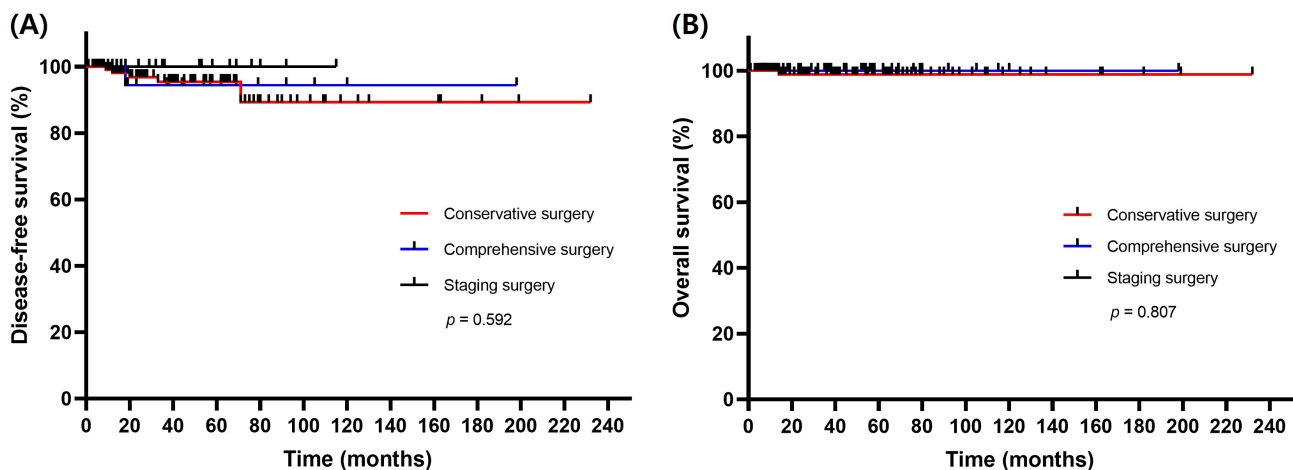 (A)
Disease-free survival (%)
100
80
60
40
20
0
0 20 40 60 80 100 120 140 160 180 200 220 240
Time (months)
Conservative surgery
Comprehensive surgery
Staging surgery
p = 0.592
(B)
Overall survival (%)
100
80
60
40
20
0
0 20 40 60 80 100 120 140 160 180 200 220 240
Time (months)
Conservative surgery
Comprehensive surgery
Staging surgery
p = 0.807